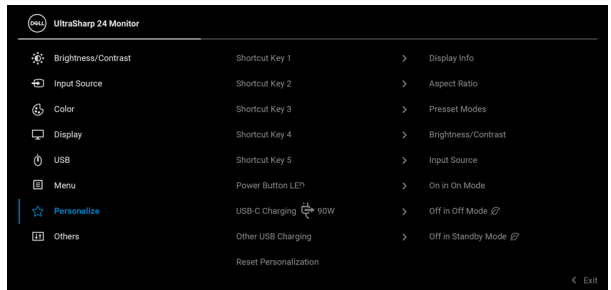 DELL UltraSharp 24 Monitor
Brightness/Contrast Shortcut Key 1 > Display Info
Input Source Shortcut Key 2 > Aspect Ratio
Color Shortcut Key 3 > Presset Modes
Display Shortcut Key 4 > Brightness/Contrast
USB Shortcut Key 5 > Input Source
Menu Power Button LED > On in On Mode
Personalize USB-C Charging 90W > Off in Off Mode
Others Other USB Charging > Off in Standby Mode
Reset Personalization
< Exit